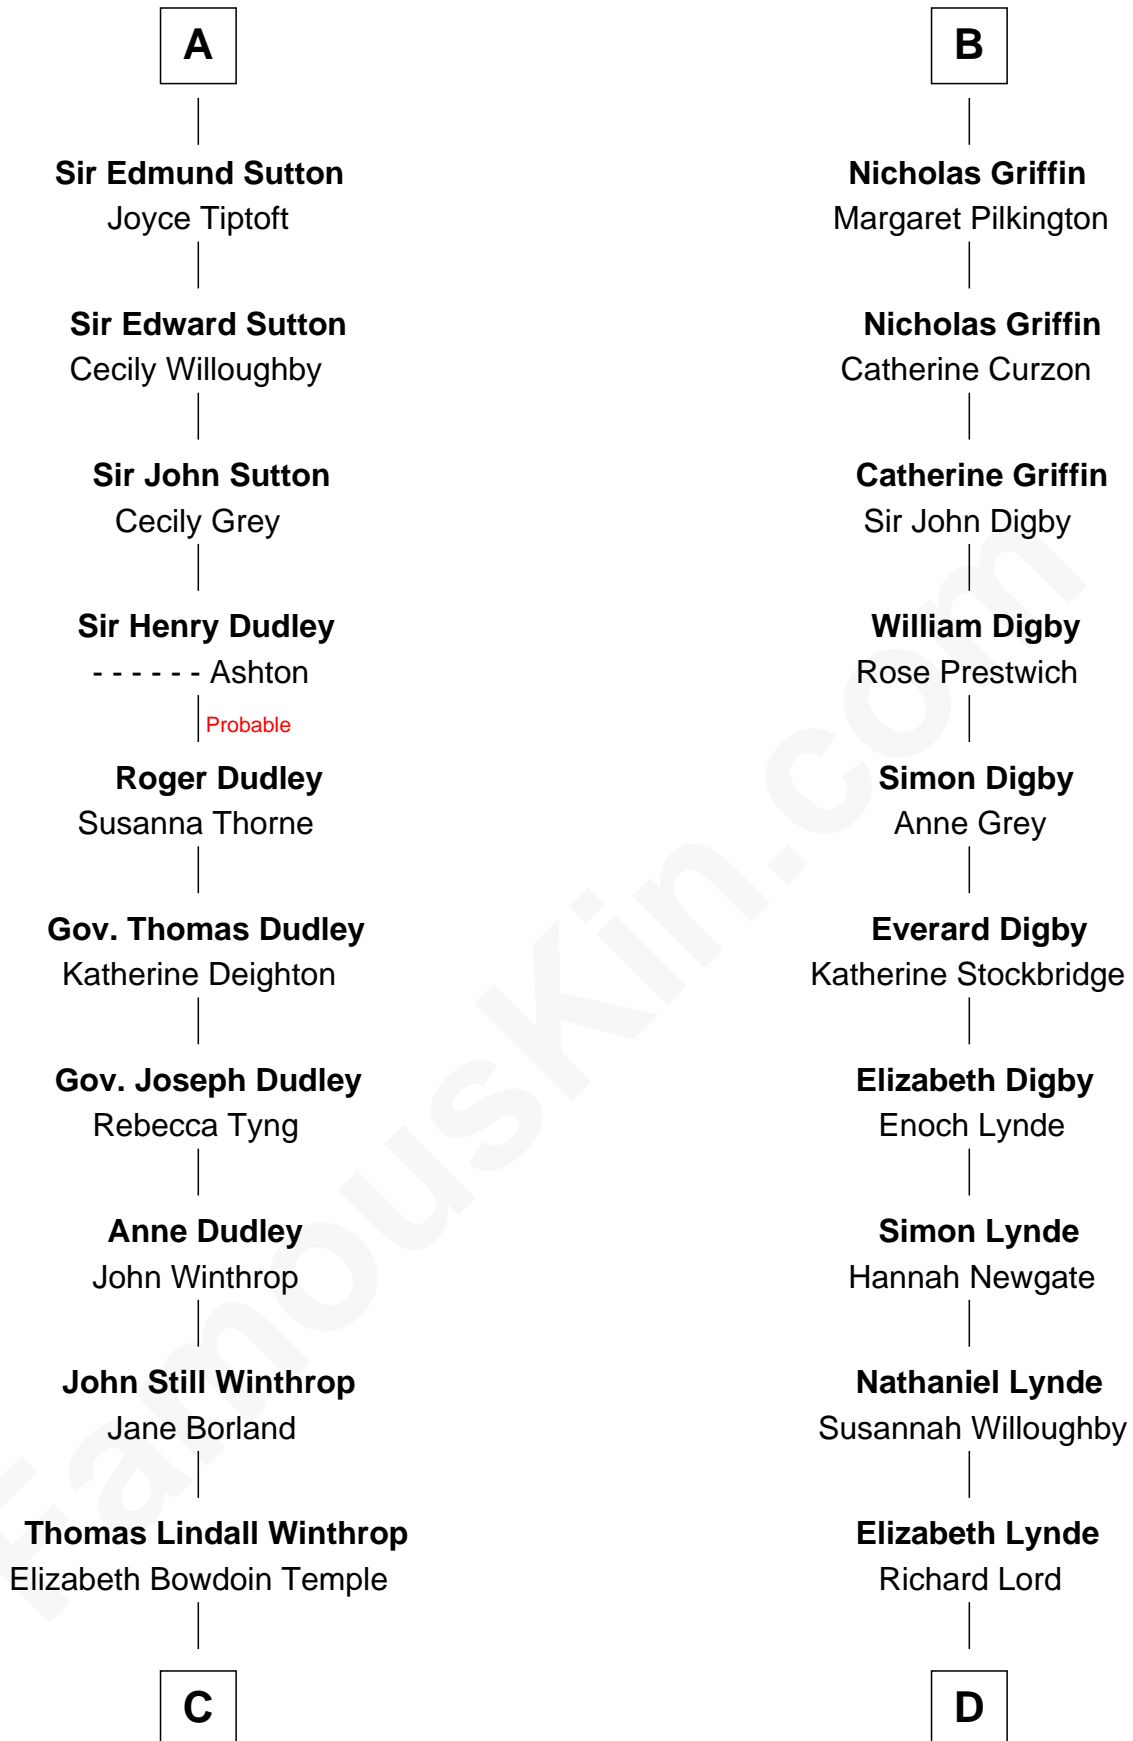 A
Sir Edmund Sutton
Joyce Tiptoft
Sir Edward Sutton
Cecily Willoughby
Sir John Sutton
Cecily Grey
Sir Henry Dudley
- - - - - - Ashton
Probable
Roger Dudley
Susanna Thorne
Gov. Thomas Dudley
Katherine Deighton
Gov. Joseph Dudley
Rebecca Tyng
Anne Dudley
John Winthrop
John Still Winthrop
Jane Borland
Thomas Lindall Winthrop
Elizabeth Bowdoin Temple
C
B
Nicholas Griffin
Margaret Pilkington
Nicholas Griffin
Catherine Curzon
Catherine Griffin
Sir John Digby
William Digby
Rose Prestwich
Simon Digby
Anne Grey
Everard Digby
Katherine Stockbridge
Elizabeth Digby
Enoch Lynde
Simon Lynde
Hannah Newgate
Nathaniel Lynde
Susannah Willoughby
Elizabeth Lynde
Richard Lord
D
FamousKin.com